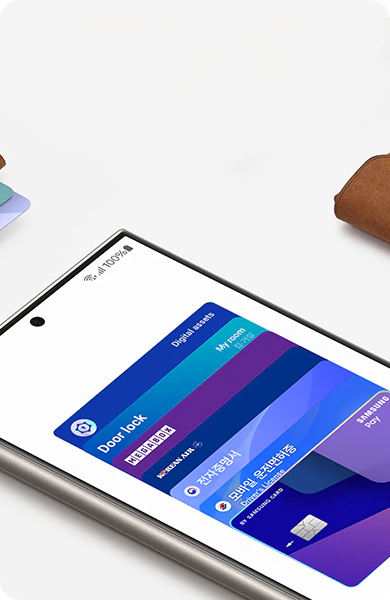 100%
Digital assets
Door lock
My room
MEGABOX
KOREAN AIR
전자증명서
모바일 운전면허증
Driver's License
SAMSUNG
Pay
BY SAMSUNG CARD